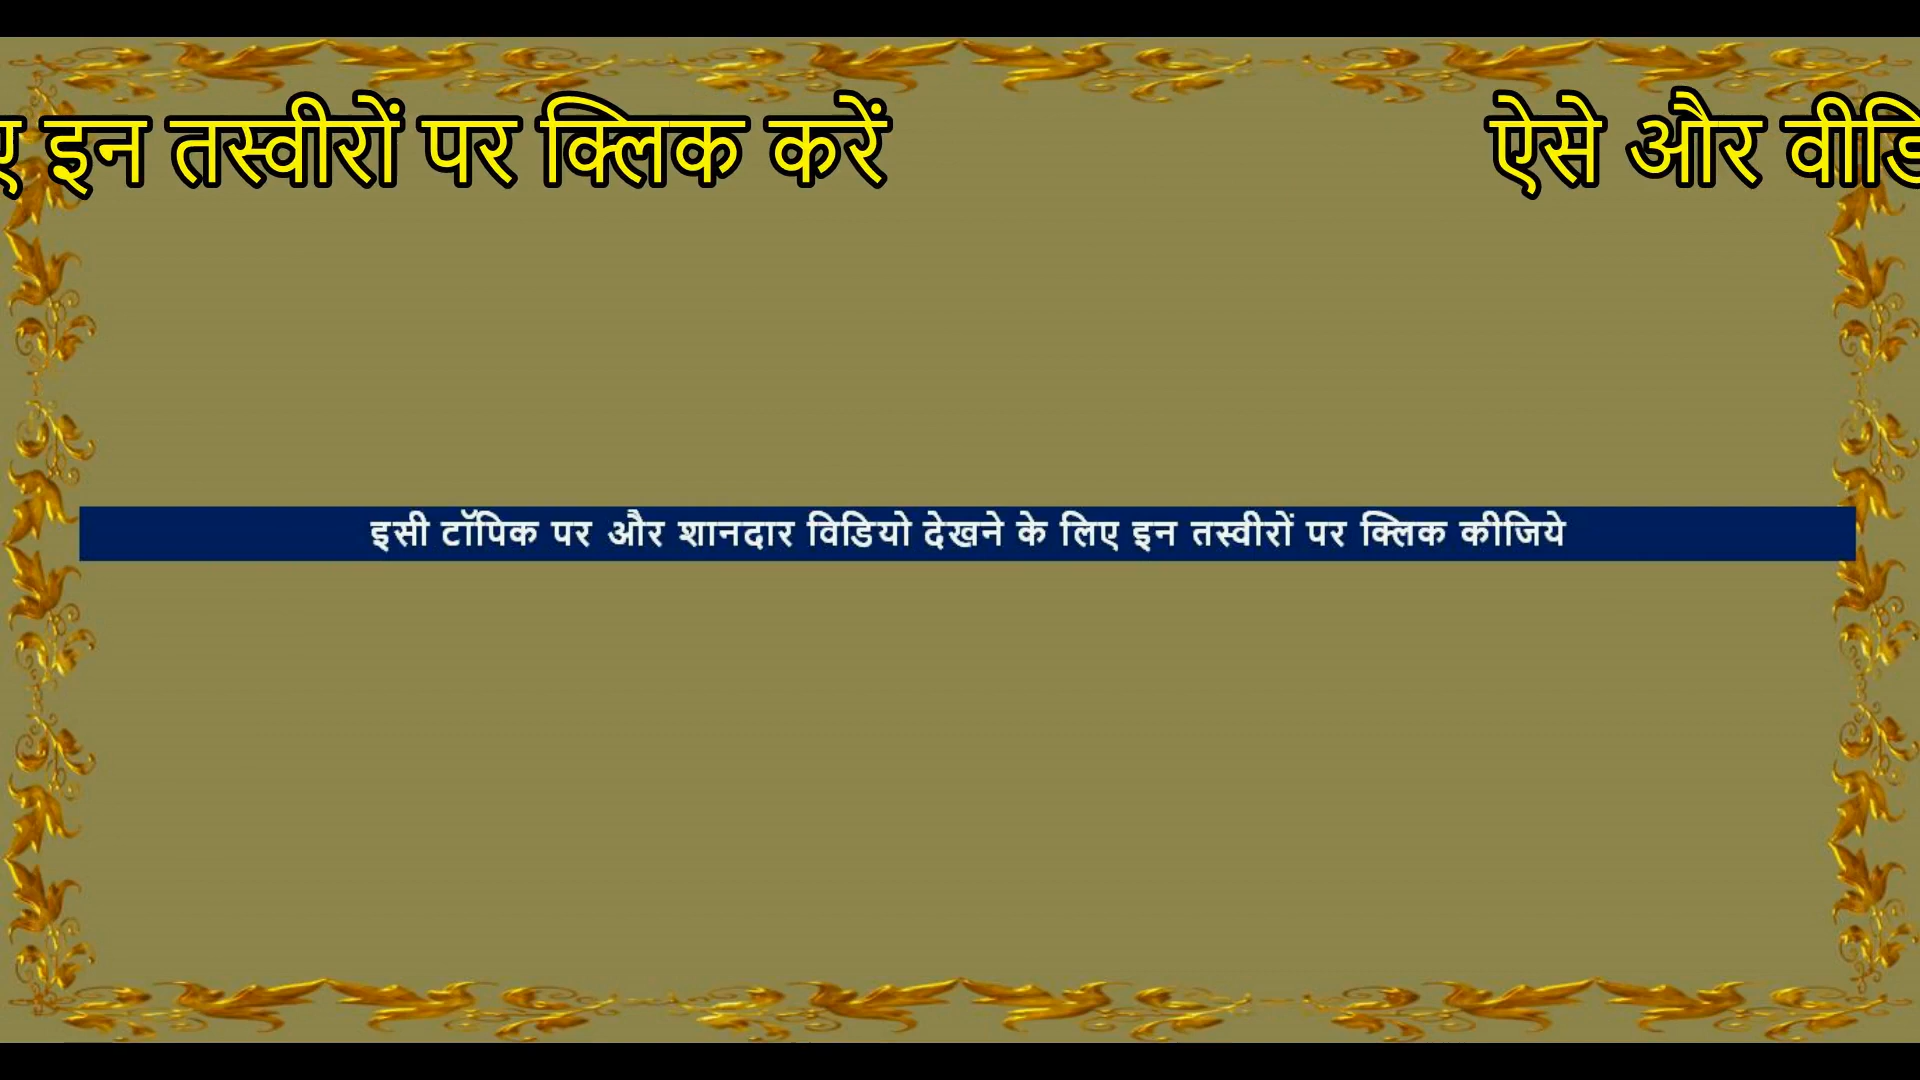 इन तस्वीरों पर क्लिक करें ऐसे और
इसी टॉपिक पर और शानदार विडियो देखने के लिए इन तस्वीरों पर क्लिक कीजिये